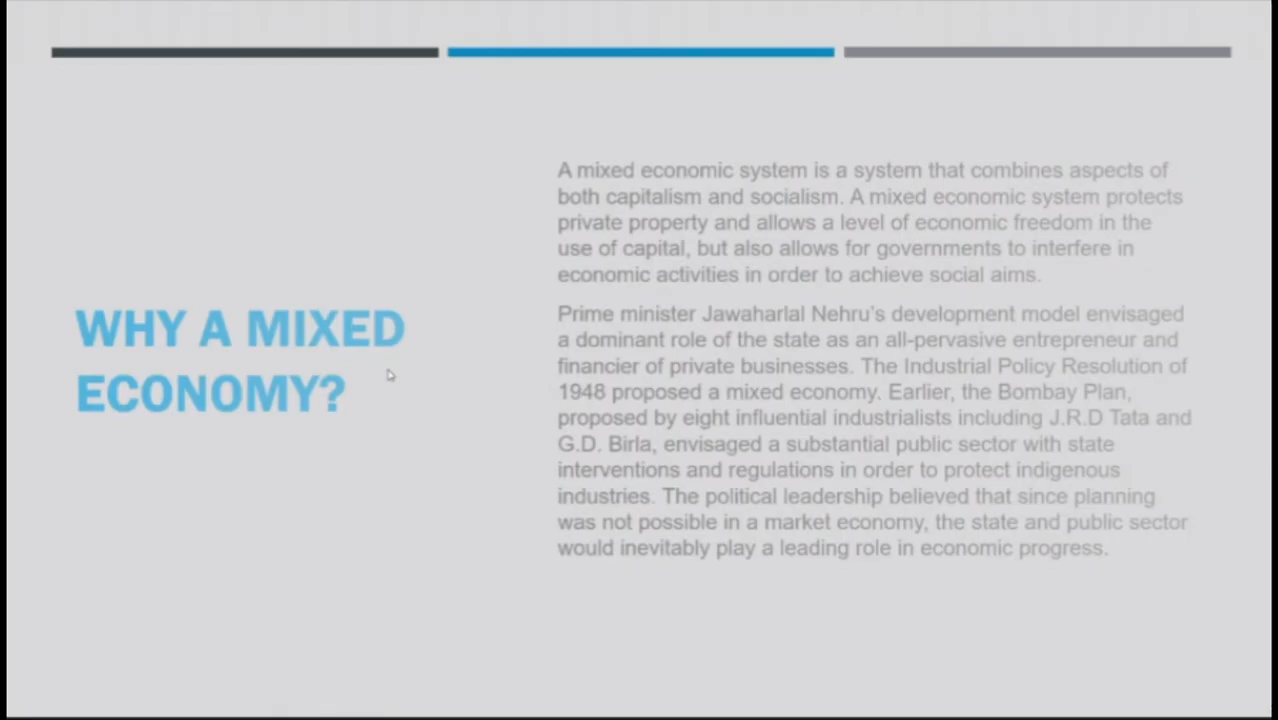 WHY A MIXED
ECONOMY?
A mixed economic system is a system that combines aspects of
both capitalism and socialism. A mixed economic system protects
private property and allows a level of economic freedom in the
use of capital, but also allows for governments to interfere in
economic activities in order to achieve social aims.
Prime minister Jawaharlal Nehru’s development model envisaged
a dominant role of the state as an all-pervasive entrepreneur and
financier of private businesses. The Industrial Policy Resolution of
1948 proposed a mixed economy. Earlier, the Bombay Plan,
proposed by eight influential industrialists including J.R.D Tata and
G.D. Birla, envisaged a substantial public sector with state
interventions and regulations in order to protect indigenous
industries. The political leadership believed that since planning
was not possible in a market economy, the state and public sector
would inevitably play a leading role in economic progress.